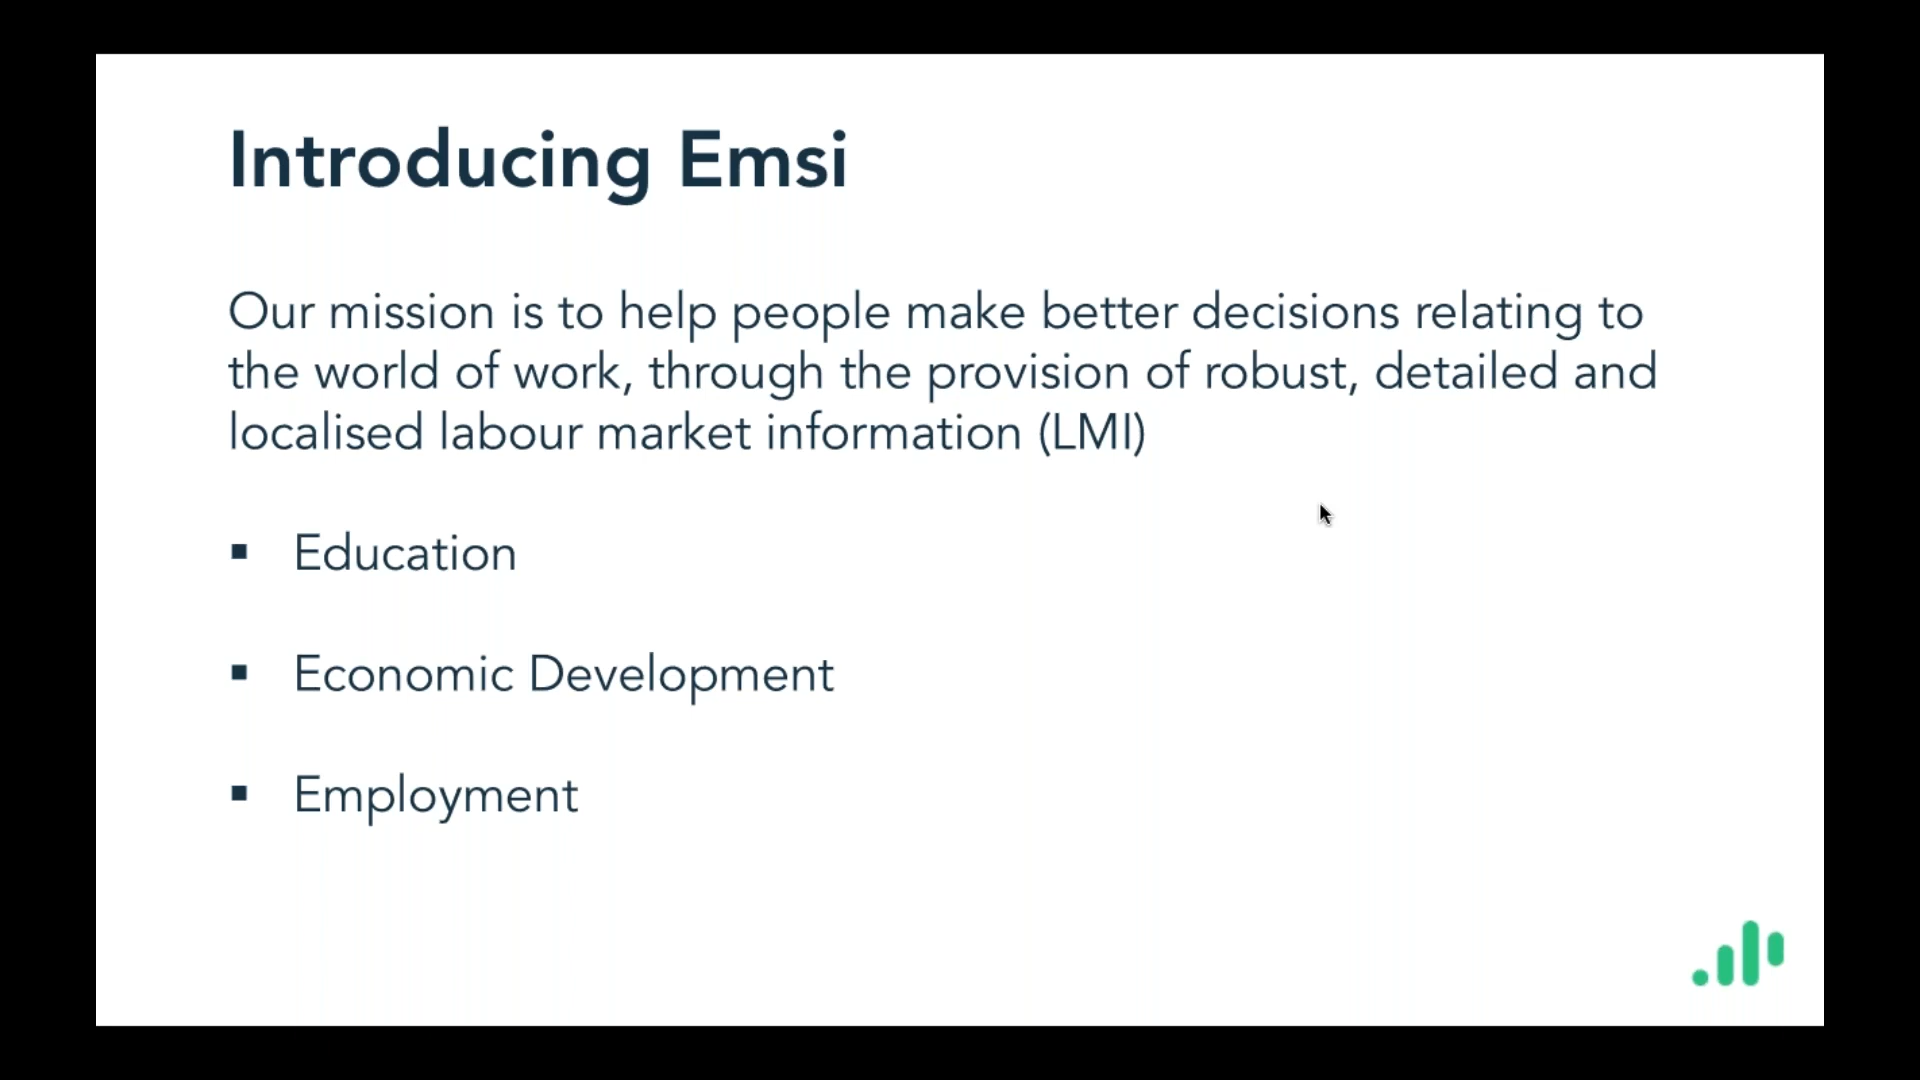 Introducing Emsi
Our mission is to help people make better decisions relating to
the world of work, through the provision of robust, detailed and
localised labour market information (LMI)
▪ Education
▪ Economic Development
▪ Employment